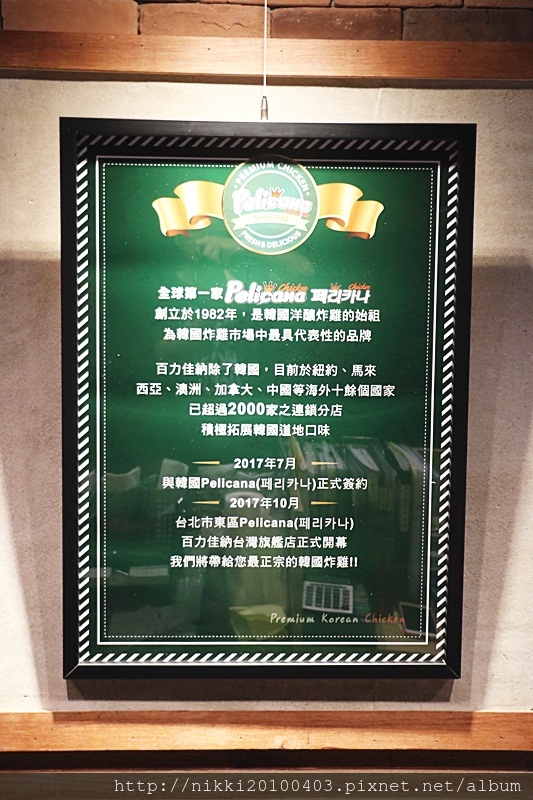 PREMIUM CHICKEN
Pelicana
Since 1982
FRESH & DELICIOUS
全球第一家 Pelicana Chicken 페리카나 Chicken
創立於1982年，是韓國洋釀炸雞的始祖
為韓國炸雞市場中最具代表性的品牌
百力佳納除了韓國，目前於紐約、馬來
西亞、澳洲、加拿大、中國等海外十餘個國家
已超過2000家之連鎖分店
積極拓展韓國道地口味
2017年7月
與韓國Pelicana(페리카나)正式簽約
2017年10月
台北市東區Pelicana(페리카나)
百力佳納台灣旗艦店正式開幕
我們將帶給您最正宗的韓國炸雞!!
Premium Korean Chicken
http://nikki20100403.pixnet.net/album